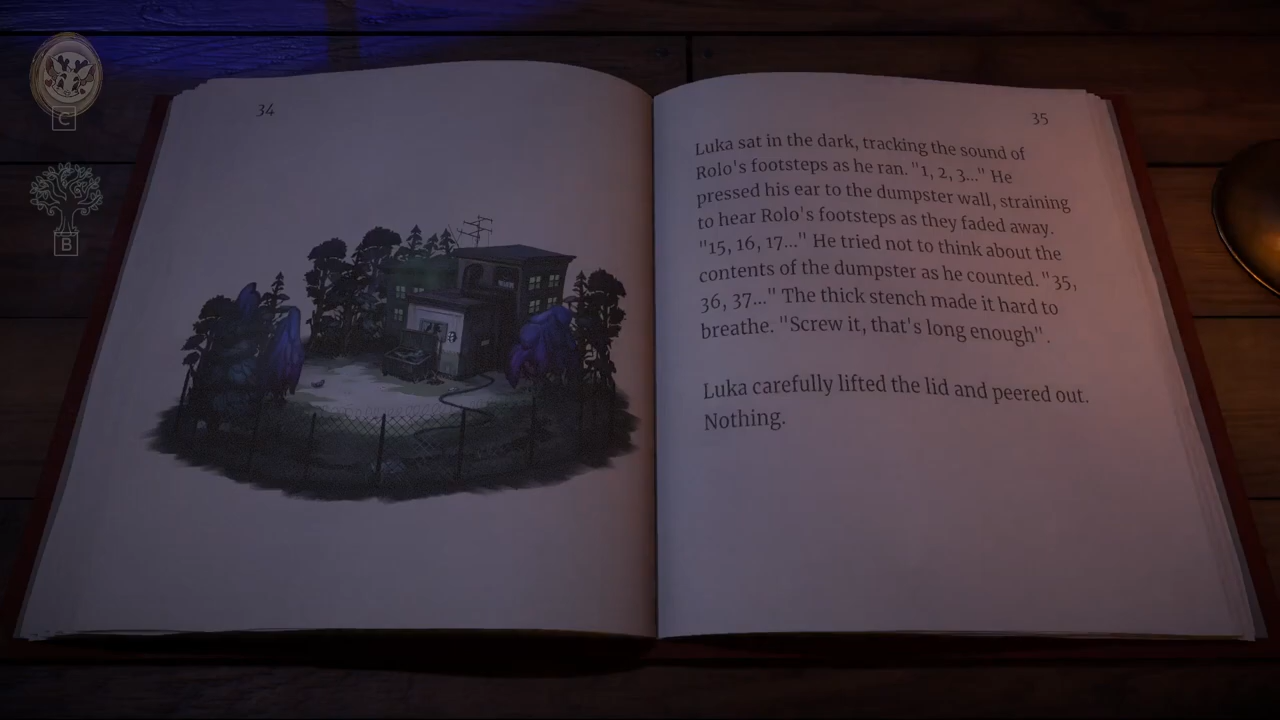 C
B
34
35
Luka sat in the dark, tracking the sound of
Rolo's footsteps as he ran. "1, 2, 3..." He
pressed his ear to the dumpster wall, straining
to hear Rolo's footsteps as they faded away.
"15, 16, 17..." He tried not to think about the
contents of the dumpster as he counted. "35,
36, 37..." The thick stench made it hard to
breathe. "Screw it, that's long enough".
Luka carefully lifted the lid and peered out.
Nothing.